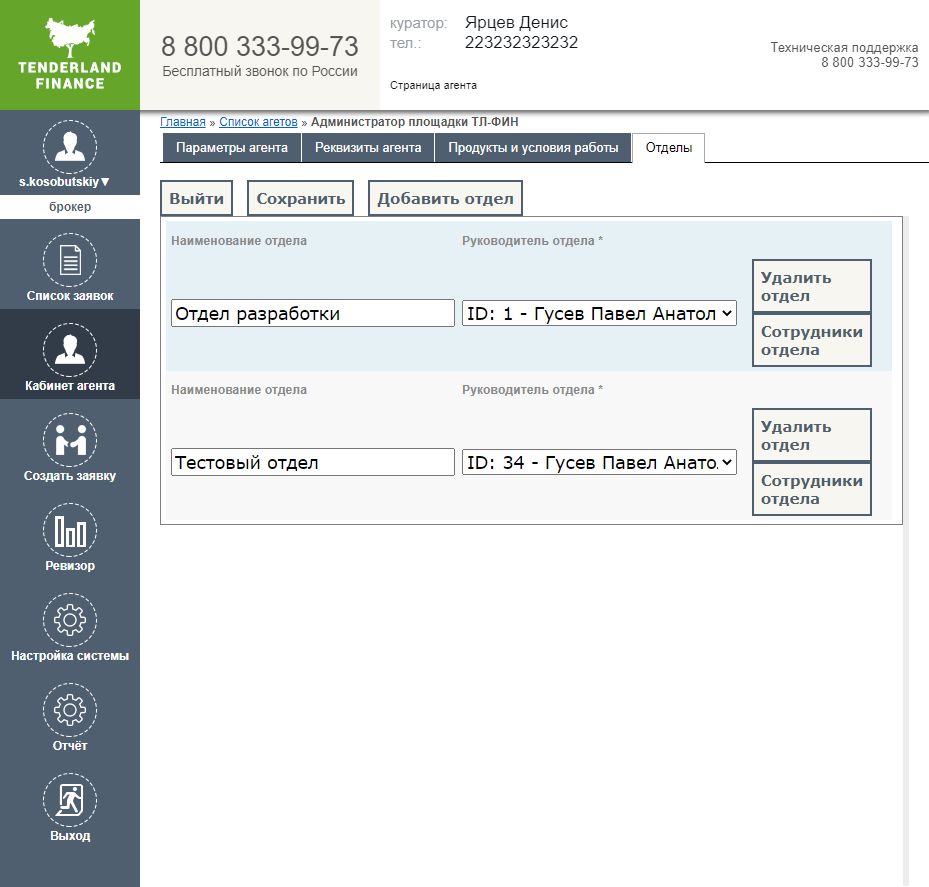 TENDERLAND
FINANCE
8 800 333-99-73
Бесплатный звонок по России
куратор: Ярцев Денис
тел.: 223232323232
Страница агента
Техническая поддержка
8 800 333-99-73
s.kosobutskiy▼
брокер
Список заявок
Кабинет агента
Создать заявку
Ревизор
Настройка системы
Отчёт
Выход
Главная » Список агетов » Администратор площадки ТЛ-ФИН
Параметры агента Реквизиты агента Продукты и условия работы Отделы
Выйти Сохранить Добавить отдел
Наименование отдела Руководитель отдела *
Отдел разработки ID: 1 - Гусев Павел Анатол
Удалить
отдел
Сотрудники
отдела
Наименование отдела Руководитель отдела *
Тестовый отдел ID: 34 - Гусев Павел Анато
Удалить
отдел
Сотрудники
отдела